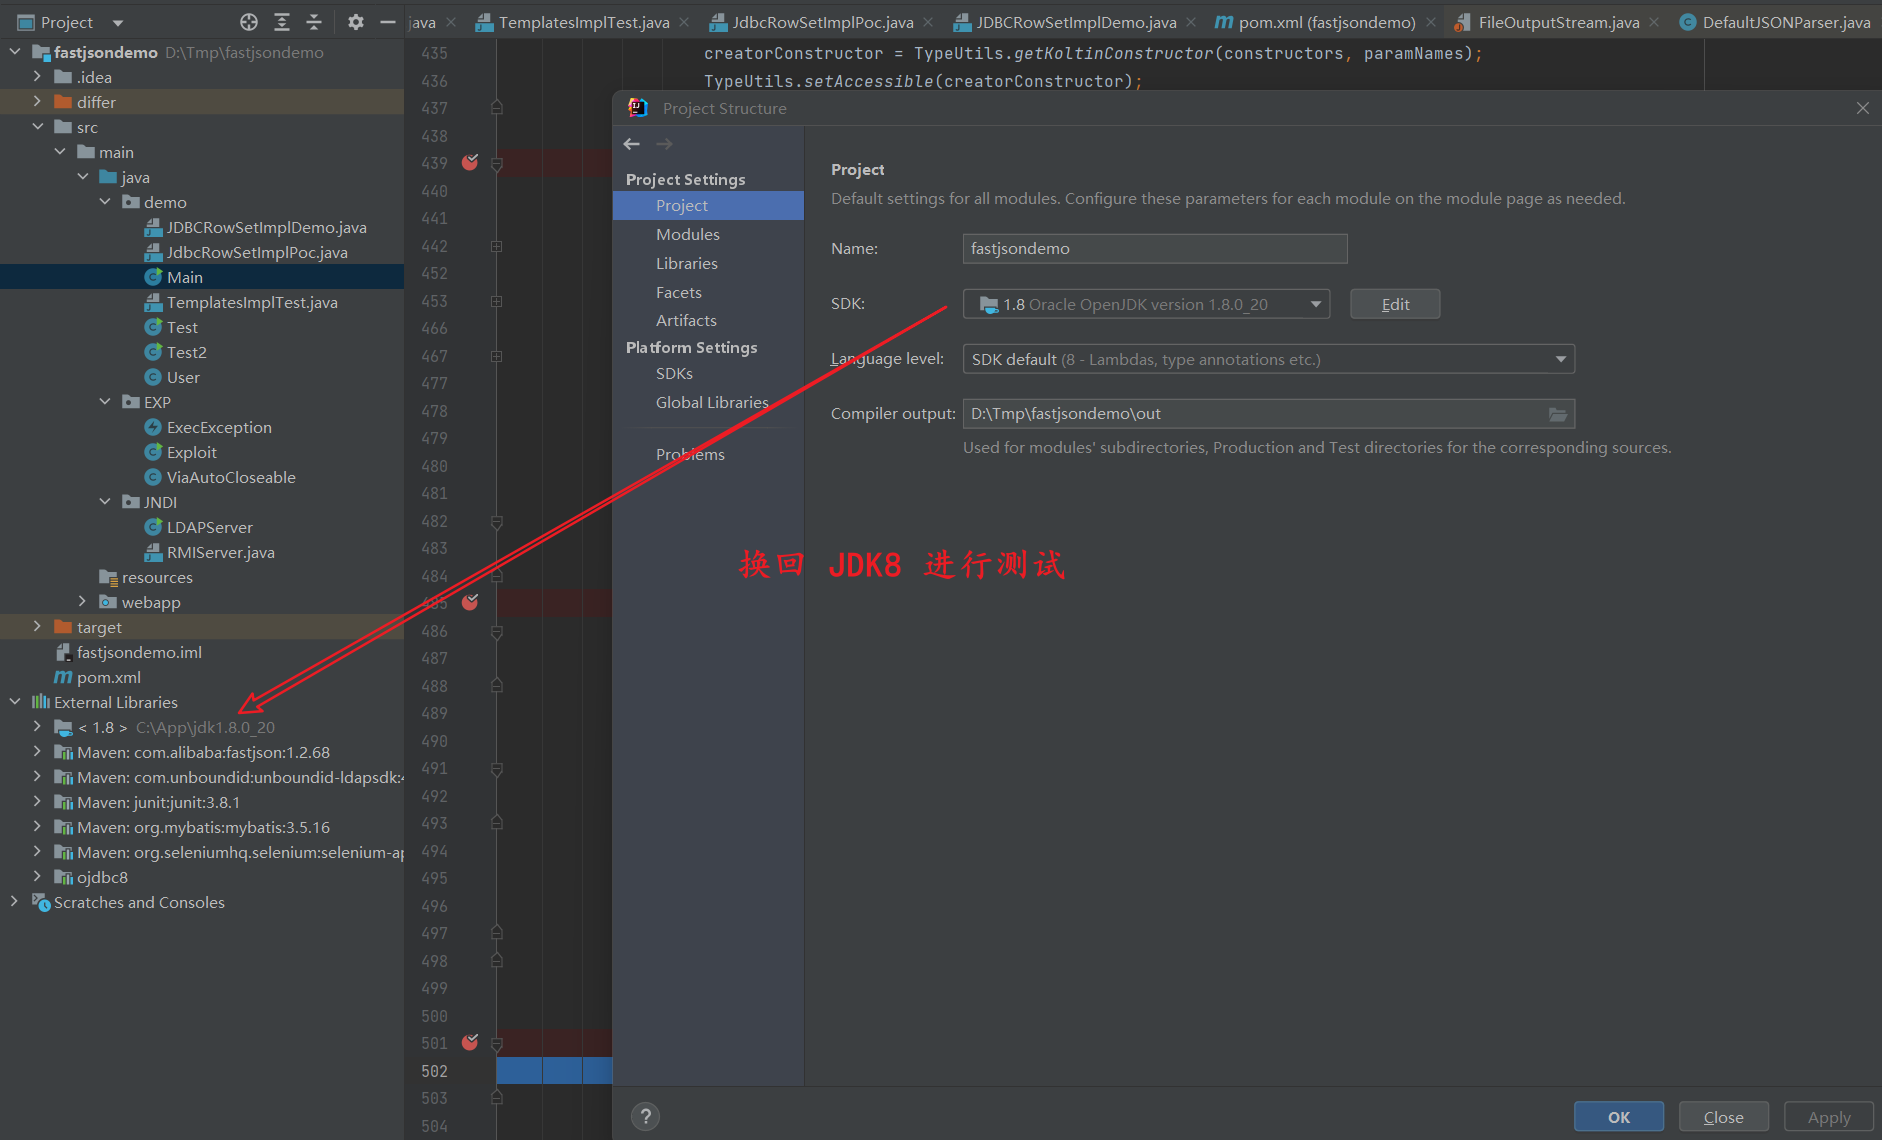 Project
java
TemplatesImplTest.java
JdbcRowSetImplPoc.java
JDBCRowSetImplDemo.java
pom.xml (fastjsondemo)
FileOutputStream.java
DefaultJSONParser.java
fastjsondemo D:\Tmp\fastjsondemo
.idea
differ
src
main
java
demo
JDBCRowSetImplDemo.java
JdbcRowSetImplPoc.java
Main
TemplatesImplTest.java
Test
Test2
User
EXP
ExecException
Exploit
ViaAutoCloseable
JNDI
LDAPServer
RMIServer.java
resources
webapp
target
fastjsondemo.iml
pom.xml
External Libraries
< 1.8 > C:\App\jdk1.8.0_20
Maven: com.alibaba:fastjson:1.2.68
Maven: com.unboundid:unboundid-ldapsdk:4
Maven: junit:junit:3.8.1
Maven: org.mybatis:mybatis:3.5.16
Maven: org.seleniumhq.selenium:selenium-ap
ojdbc8
Scratches and Consoles
435 creatorConstructor = TypeUtils.getKoltinConstructor(constructors, paramNames);
436 TypeUtils.setAccessible(creatorConstructor);
437
438
439
440
441
442
452
453
466
467
477
478
479
480
481
482
483
484
485
486
487
488
489
490
491
492
493
494
495
496
497
498
499
500
501
502
503
504
Project Structure
Project Settings
Project
Modules
Libraries
Facets
Artifacts
Platform Settings
SDKs
Global Libraries
Problems
Project
Default settings for all modules. Configure these parameters for each module on the module page as needed.
Name: fastjsondemo
SDK: 1.8 Oracle OpenJDK version 1.8.0_20 Edit
Language level: SDK default (8 - Lambdas, type annotations etc.)
Compiler output: D:\Tmp\fastjsondemo\out
Used for modules' subdirectories, Production and Test directories for the corresponding sources.
换回 JDK8 进行测试
?
OK
Close
Apply